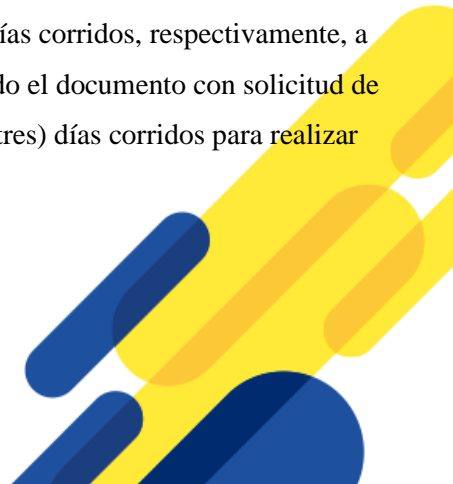 ías corridos, respectivamente, a
do el documento con solicitud de
tres) días corridos para realizar